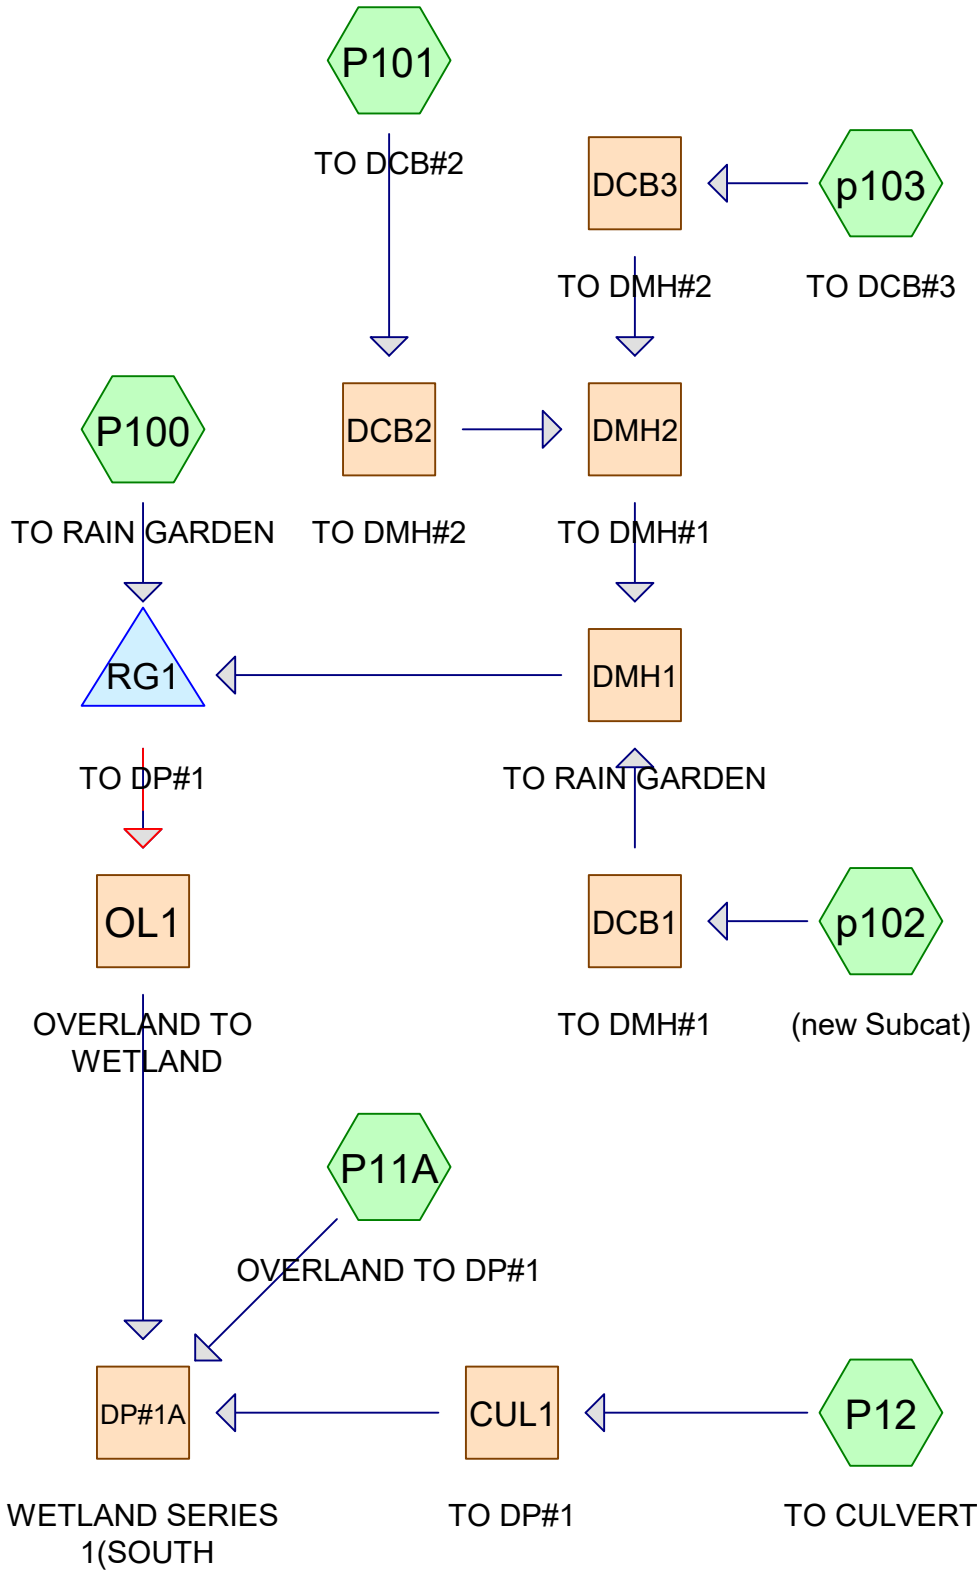 P101
TO DCB#2
DCB3
p103
TO DMH#2
TO DCB#3
P100
DCB2
DMH2
TO RAIN GARDEN
TO DMH#2
TO DMH#1
RG1
DMH1
TO DP#1
TO RAIN GARDEN
OL1
DCB1
p102
OVERLAND TO
WETLAND
TO DMH#1
(new Subcat)
P11A
OVERLAND TO DP#1
DP#1A
CUL1
P12
WETLAND SERIES
1(SOUTH
TO DP#1
TO CULVERT